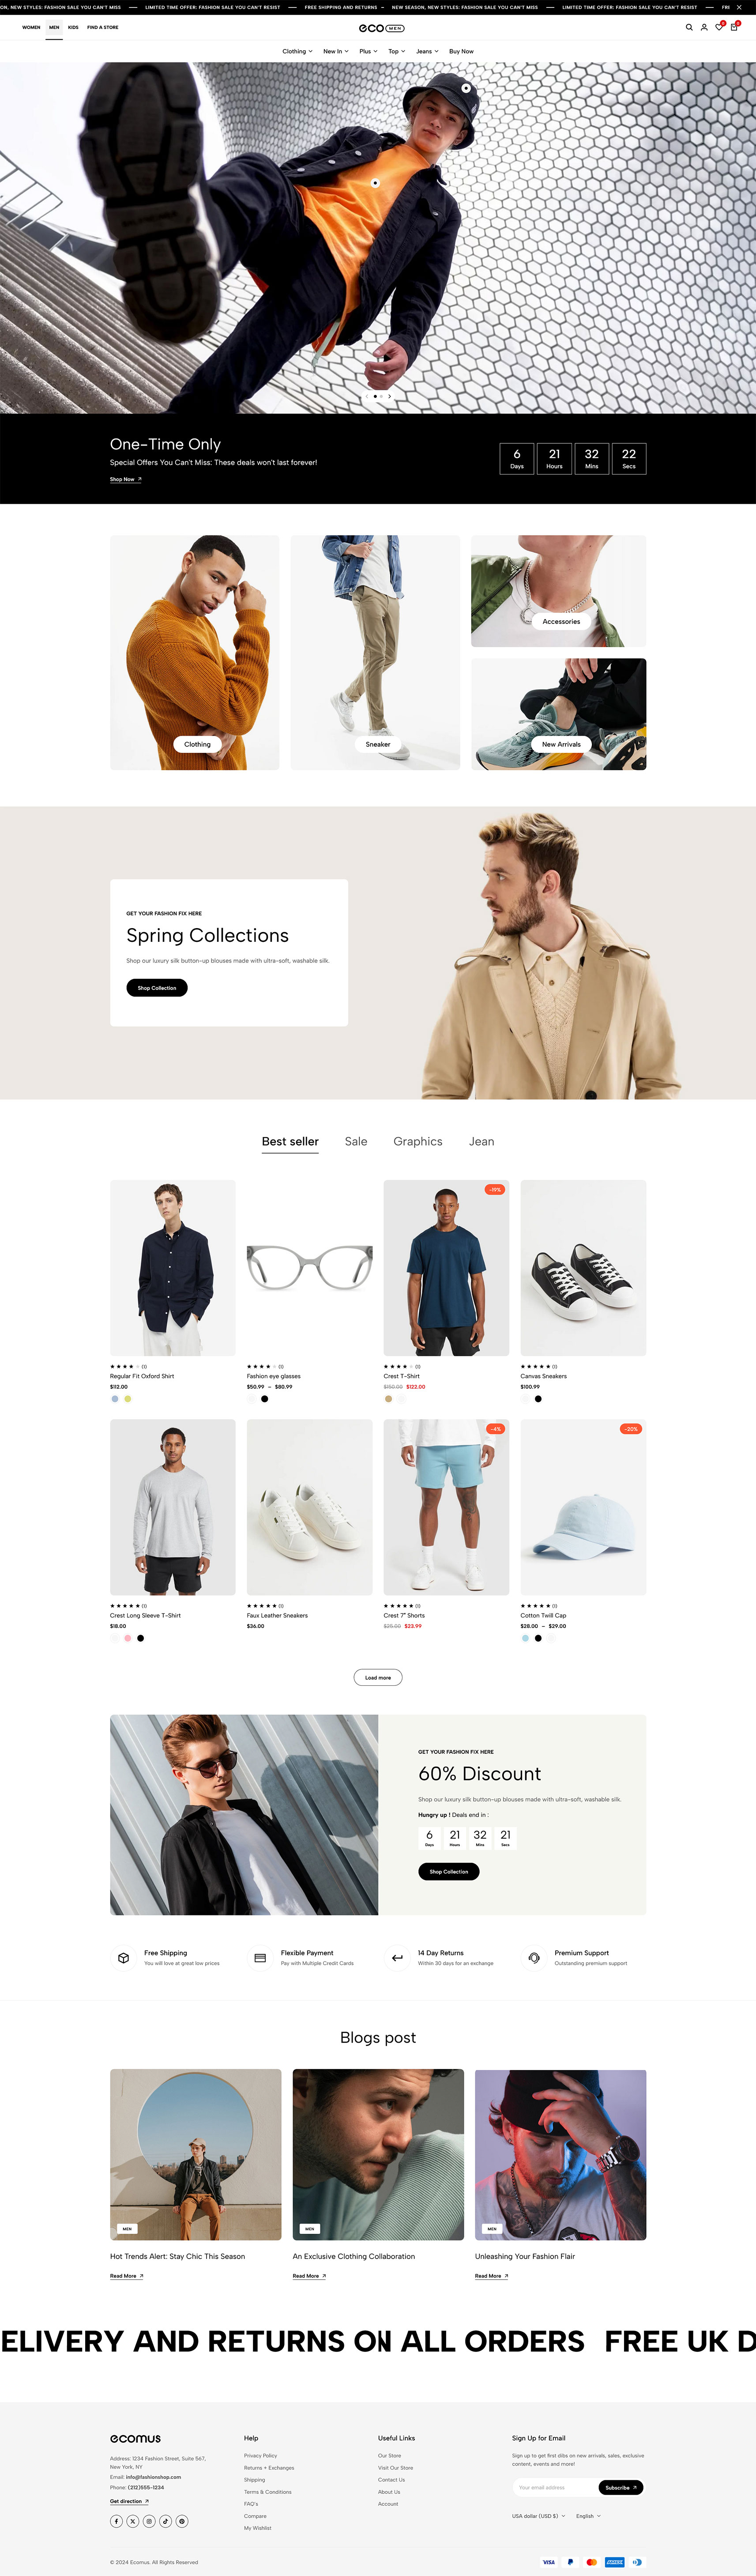 ON, NEW STYLES: FASHION SALE YOU CAN'T MISS — LIMITED TIME OFFER: FASHION SALE YOU CAN'T RESIST — FREE SHIPPING AND RETURNS – NEW SEASON, NEW STYLES: FASHION SALE YOU CAN'T MISS — LIMITED TIME OFFER: FASHION SALE YOU CAN'T RESIST — FRE
WOMEN MEN KIDS FIND A STORE
eco MEN
0 0
Clothing New In Plus Top Jeans Buy Now
One-Time Only
Special Offers You Can't Miss: These deals won't last forever!
Shop Now
6 21 32 22
Days Hours Mins Secs
Accessories
Clothing
Sneaker
New Arrivals
GET YOUR FASHION FIX HERE
Spring Collections
Shop our luxury silk button-up blouses made with ultra-soft, washable silk.
Shop Collection
Best seller Sale Graphics Jean
-19%
★★★★★ (1) ★★★★★ (1) ★★★★★ (1) ★★★★★ (1)
Regular Fit Oxford Shirt Fashion eye glasses Crest T-Shirt Canvas Sneakers
$112.00 $50.99 – $80.99 $150.00 $122.00 $100.99
-4% -20%
★★★★★ (1) ★★★★★ (1) ★★★★★ (1) ★★★★★ (1)
Crest Long Sleeve T-Shirt Faux Leather Sneakers Crest 7" Shorts Cotton Twill Cap
$18.00 $36.00 $25.00 $23.99 $28.00 – $29.00
Load more
GET YOUR FASHION FIX HERE
60% Discount
Shop our luxury silk button-up blouses made with ultra-soft, washable silk.
Hungry up ! Deals end in :
6 21 32 21
Days Hours Mins Secs
Shop Collection
Free Shipping Flexible Payment 14 Day Returns Premium Support
You will love at great low prices Pay with Multiple Credit Cards Within 30 days for an exchange Outstanding premium support
Blogs post
MEN MEN MEN
Hot Trends Alert: Stay Chic This Season An Exclusive Clothing Collaboration Unleashing Your Fashion Flair
Read More Read More Read More
ELIVERY AND RETURNS ON ALL ORDERS FREE UK D
ecomus
Address: 1234 Fashion Street, Suite 567,
New York, NY
Email: info@fashionshop.com
Phone: (212)555-1234
Get direction
Help
Privacy Policy
Returns + Exchanges
Shipping
Terms & Conditions
FAQ's
Compare
My Wishlist
Useful Links
Our Store
Visit Our Store
Contact Us
About Us
Account
Sign Up for Email
Sign up to get first dibs on new arrivals, sales, exclusive
content, events and more!
Your email address Subscribe
USA dollar (USD $) English
© 2024 Ecomus. All Rights Reserved
VISA